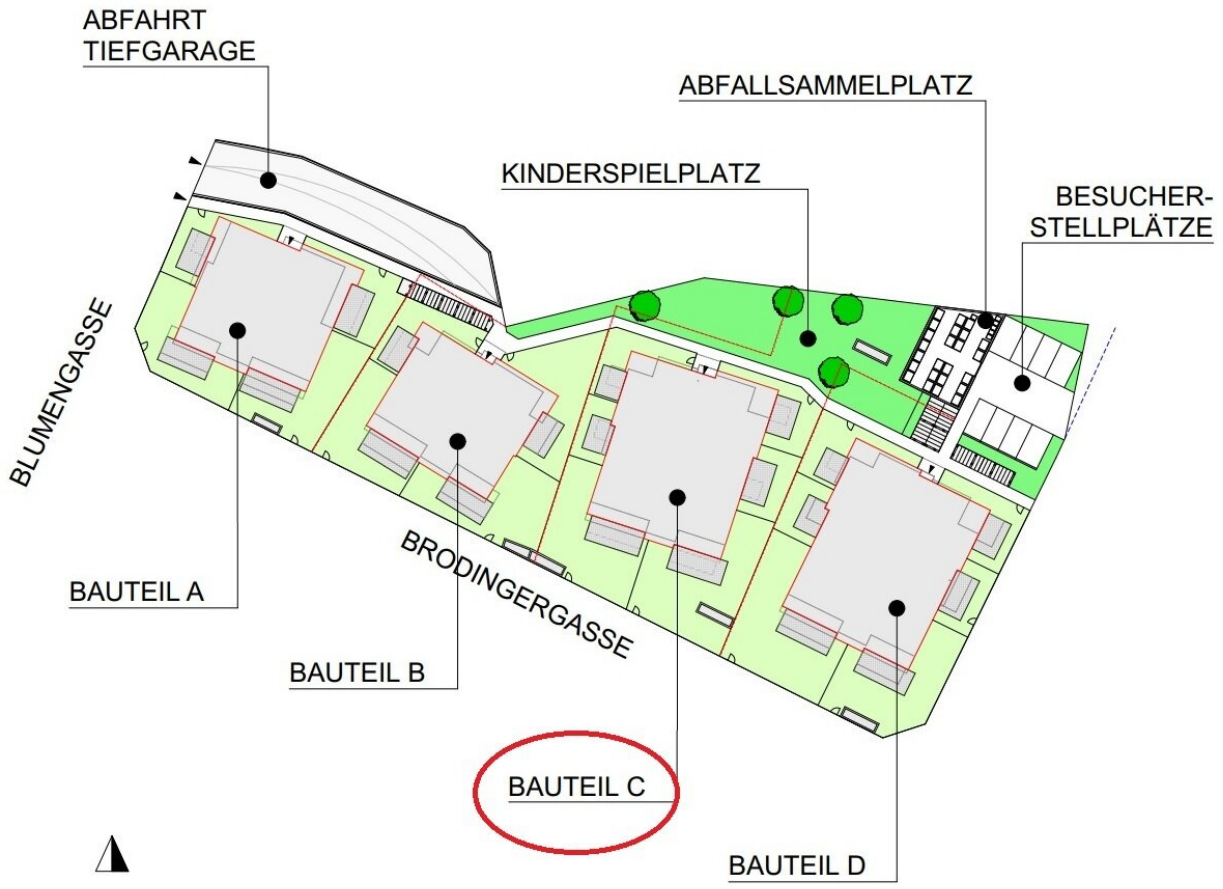 ABFAHRT
TIEFGARAGE
ABFALLSAMMELPLATZ
KINDERSPIELPLATZ
BESUCHER-
STELLPLÄTZE
BLUMENGASSE
BRODINGERGASSE
BAUTEIL A
BAUTEIL B
BAUTEIL C
BAUTEIL D